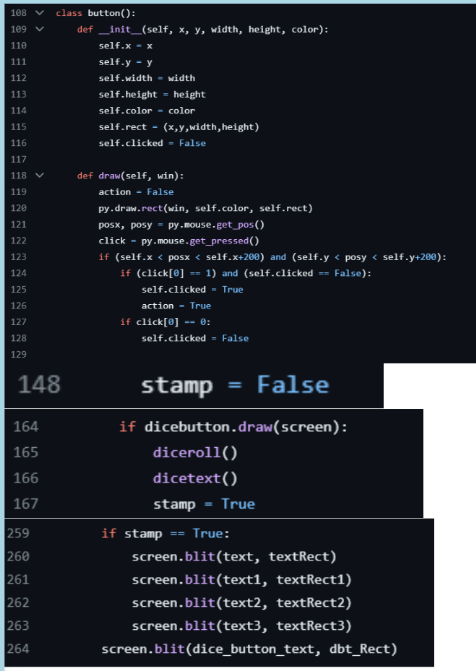 108 class button():
109     def __init__(self, x, y, width, height, color):
110         self.x = x
111         self.y = y
112         self.width = width
113         self.height = height
114         self.color = color
115         self.rect = (x,y,width,height)
116         self.clicked = False
117
118     def draw(self, win):
119         action = False
120         py.draw.rect(win, self.color, self.rect)
121         posx, posy = py.mouse.get_pos()
122         click = py.mouse.get_pressed()
123         if (self.x < posx < self.x+200) and (self.y < posy < self.y+200):
124             if (click[0] == 1) and (self.clicked == False):
125                 self.clicked = True
126                 action = True
127             if click[0] == 0:
128                 self.clicked = False
129
148 stamp = False
164 if dicebutton.draw(screen):
165     diceroll()
166     dicetext()
167     stamp = True
259 if stamp == True:
260     screen.blit(text, textRect)
261     screen.blit(text1, textRect1)
262     screen.blit(text2, textRect2)
263     screen.blit(text3, textRect3)
264 screen.blit(dice_button_text, dbt_Rect)